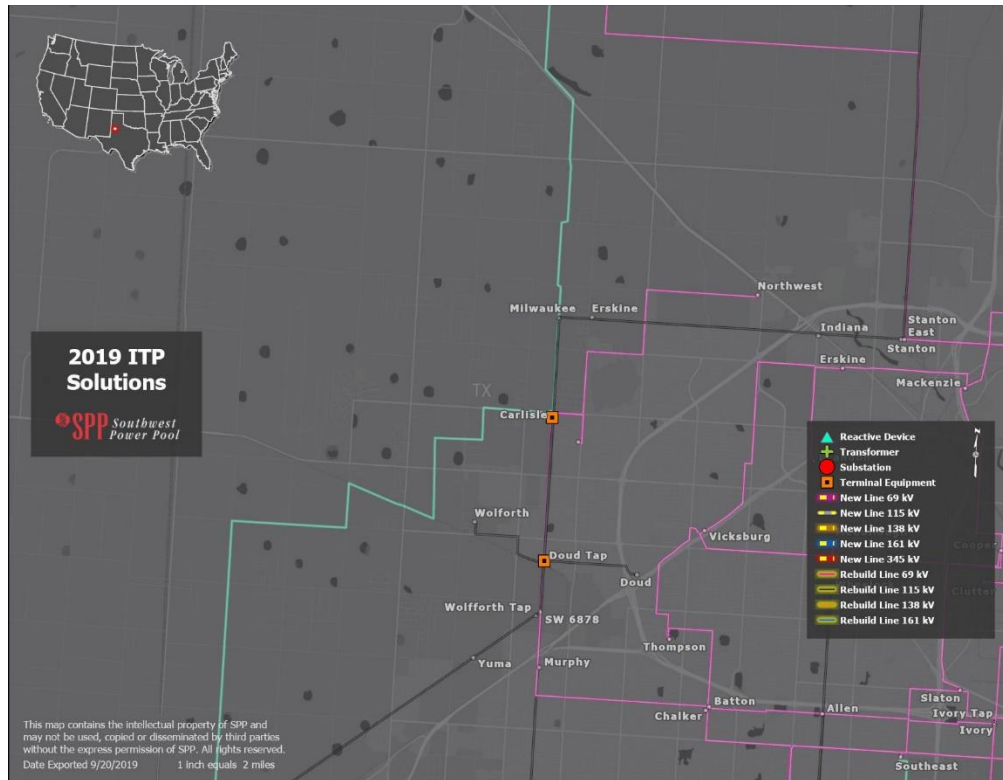 Northwest
Milwaukee
Erskine
Indiana
Stanton
East
Stanton
Erskine
Mackenzie
2019 ITP
Solutions
SPP Southwest
Power Pool
TX
Carlisle
Reactive Device
Transformer
Substation
Terminal Equipment
New Line 69 kV
New Line 115 kV
New Line 138 kV
New Line 161 kV
New Line 345 kV
Rebuild Line 69 kV
Rebuild Line 115 kV
Rebuild Line 138 kV
Rebuild Line 161 kV
N
Wolforth
Vicksburg
Cooper
Doud Tap
Doud
Clutter
Wolfforth Tap
SW 6878
Thompson
Yuma
Murphy
Slaton
Batton
Chalker
Allen
Ivory Tap
Ivory
Southeast
This map contains the intellectual property of SPP and
may not be used, copied or disseminated by third parties
without the express permission of SPP. All rights reserved.
Date Exported 9/20/2019 1 inch equals 2 miles